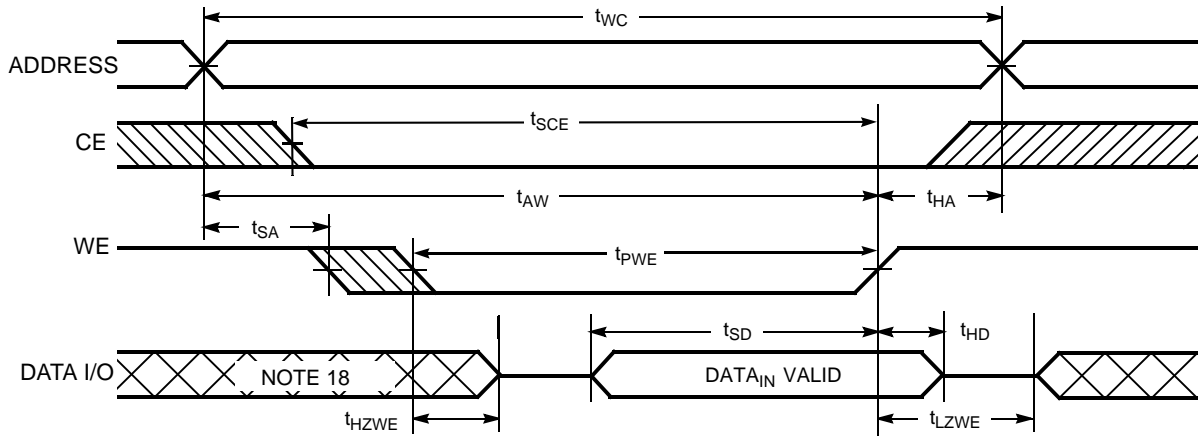 tWC
ADDRESS
tSCE
CE
tAW
tHA
tSA
WE
tPWE
tSD
tHD
DATA I/O
NOTE 18
DATAIN VALID
tHZWE
tLZWE